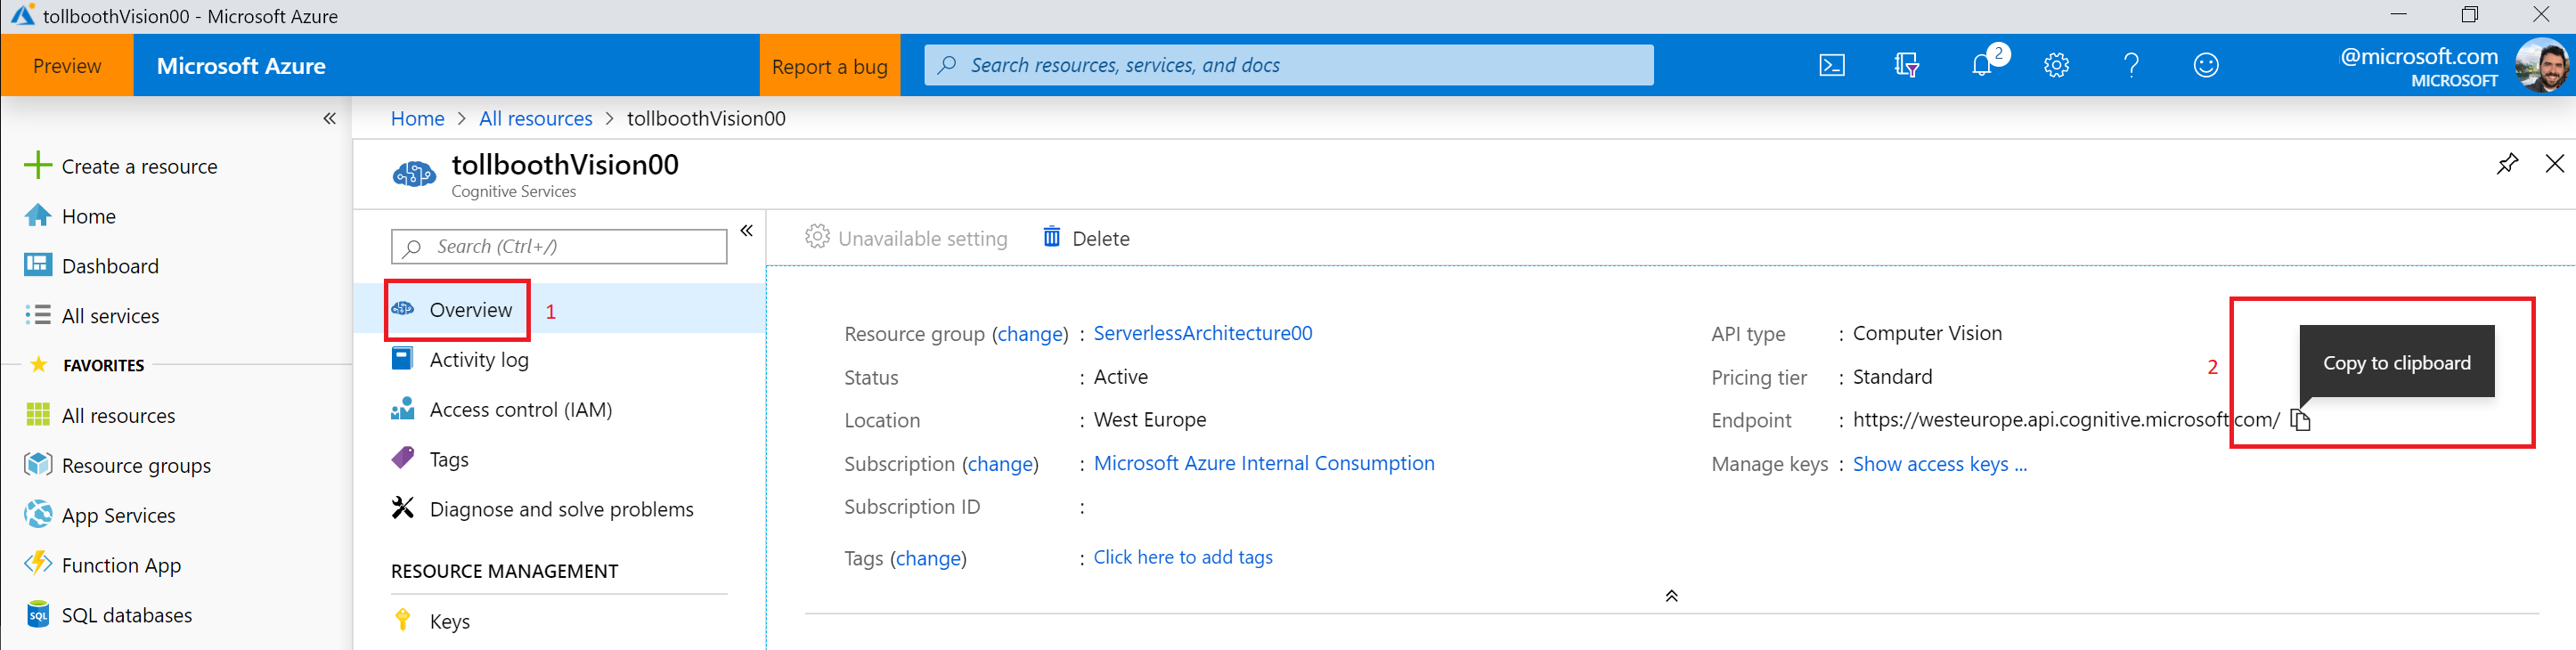 tollboothVision00 - Microsoft Azure
Preview
Microsoft Azure
Report a bug
Search resources, services, and docs
2
@microsoft.com
MICROSOFT
Home > All resources > tollboothVision00
Create a resource
Home
Dashboard
All services
FAVORITES
All resources
Resource groups
App Services
Function App
SQL databases
SQL
tollboothVision00
Cognitive Services
Search (Ctrl+/)
Overview 1
Activity log
Access control (IAM)
Tags
Diagnose and solve problems
RESOURCE MANAGEMENT
Keys
Unavailable setting
Delete
Resource group (change) : ServerlessArchitecture00
Status : Active
Location : West Europe
Subscription (change) : Microsoft Azure Internal Consumption
Subscription ID :
Tags (change) : Click here to add tags
API type : Computer Vision
Pricing tier : Standard
Endpoint : https://westeurope.api.cognitive.microsoft.com/
Manage keys : Show access keys ...
2
Copy to clipboard